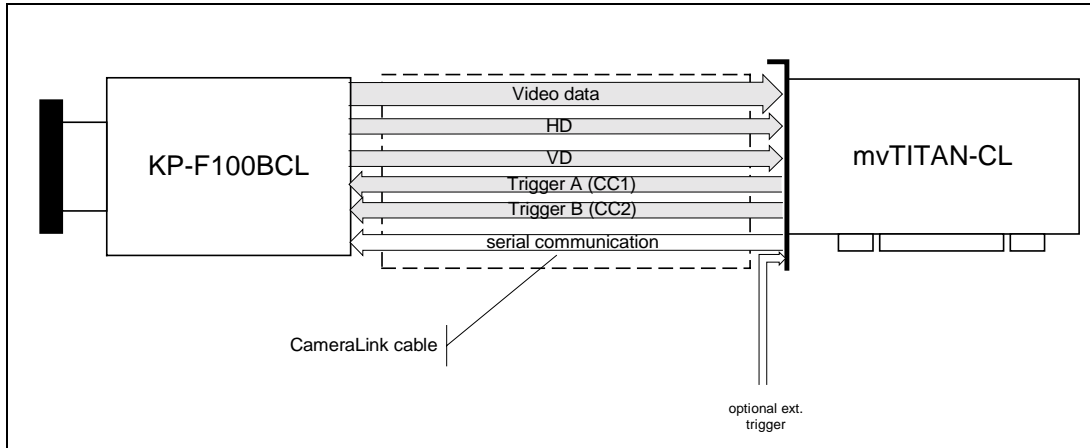 Video data
HD
KP-F100BCL
VD
mvTITAN-CL
Trigger A (CC1)
Trigger B (CC2)
serial communication
CameraLink cable
optional ext.
trigger